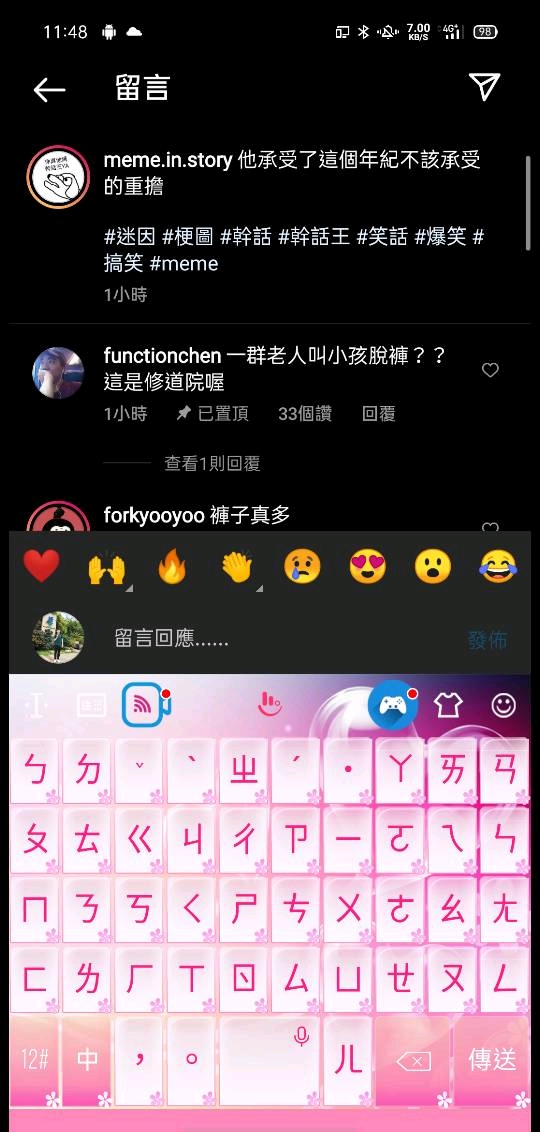 11:48 7.00 KB/S 4G+ 98
留言
meme.in.story 他承受了這個年紀不該承受
的重擔
#迷因 #梗圖 #幹話 #幹話王 #笑話 #爆笑 #
搞笑 #meme
1小時
functionchen 一群老人叫小孩脫褲？？
這是修道院喔
1小時 已置頂 33個讚 回覆
查看1則回覆
forkyooyoo 褲子真多
留言回應......
發佈
ㄅ ㄉ ˇ ˋ ㄓ ˊ ˙ ㄚ ㄞ ㄢ
ㄆ ㄊ ㄍ ㄐ ㄔ ㄗ ㄧ ㄛ ㄟ ㄣ
ㄇ ㄋ ㄎ ㄑ ㄕ ㄘ ㄨ ㄜ ㄠ ㄤ
ㄈ ㄌ ㄏ ㄒ ㄖ ㄙ ㄩ ㄝ ㄡ ㄥ
12# 中 ， 。 ㄦ 傳送